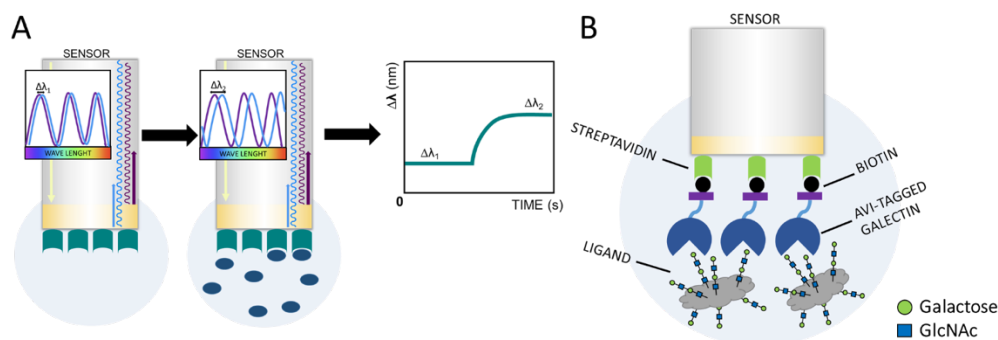 A
SENSOR
Δλ₁
WAVE LENGHT
SENSOR
Δλ₂
WAVE LENGHT
Δλ (nm)
Δλ₁
Δλ₂
0
TIME (s)
B
SENSOR
STREPTAVIDIN
BIOTIN
AVI-TAGGED
GALECTIN
LIGAND
Galactose
GlcNAc